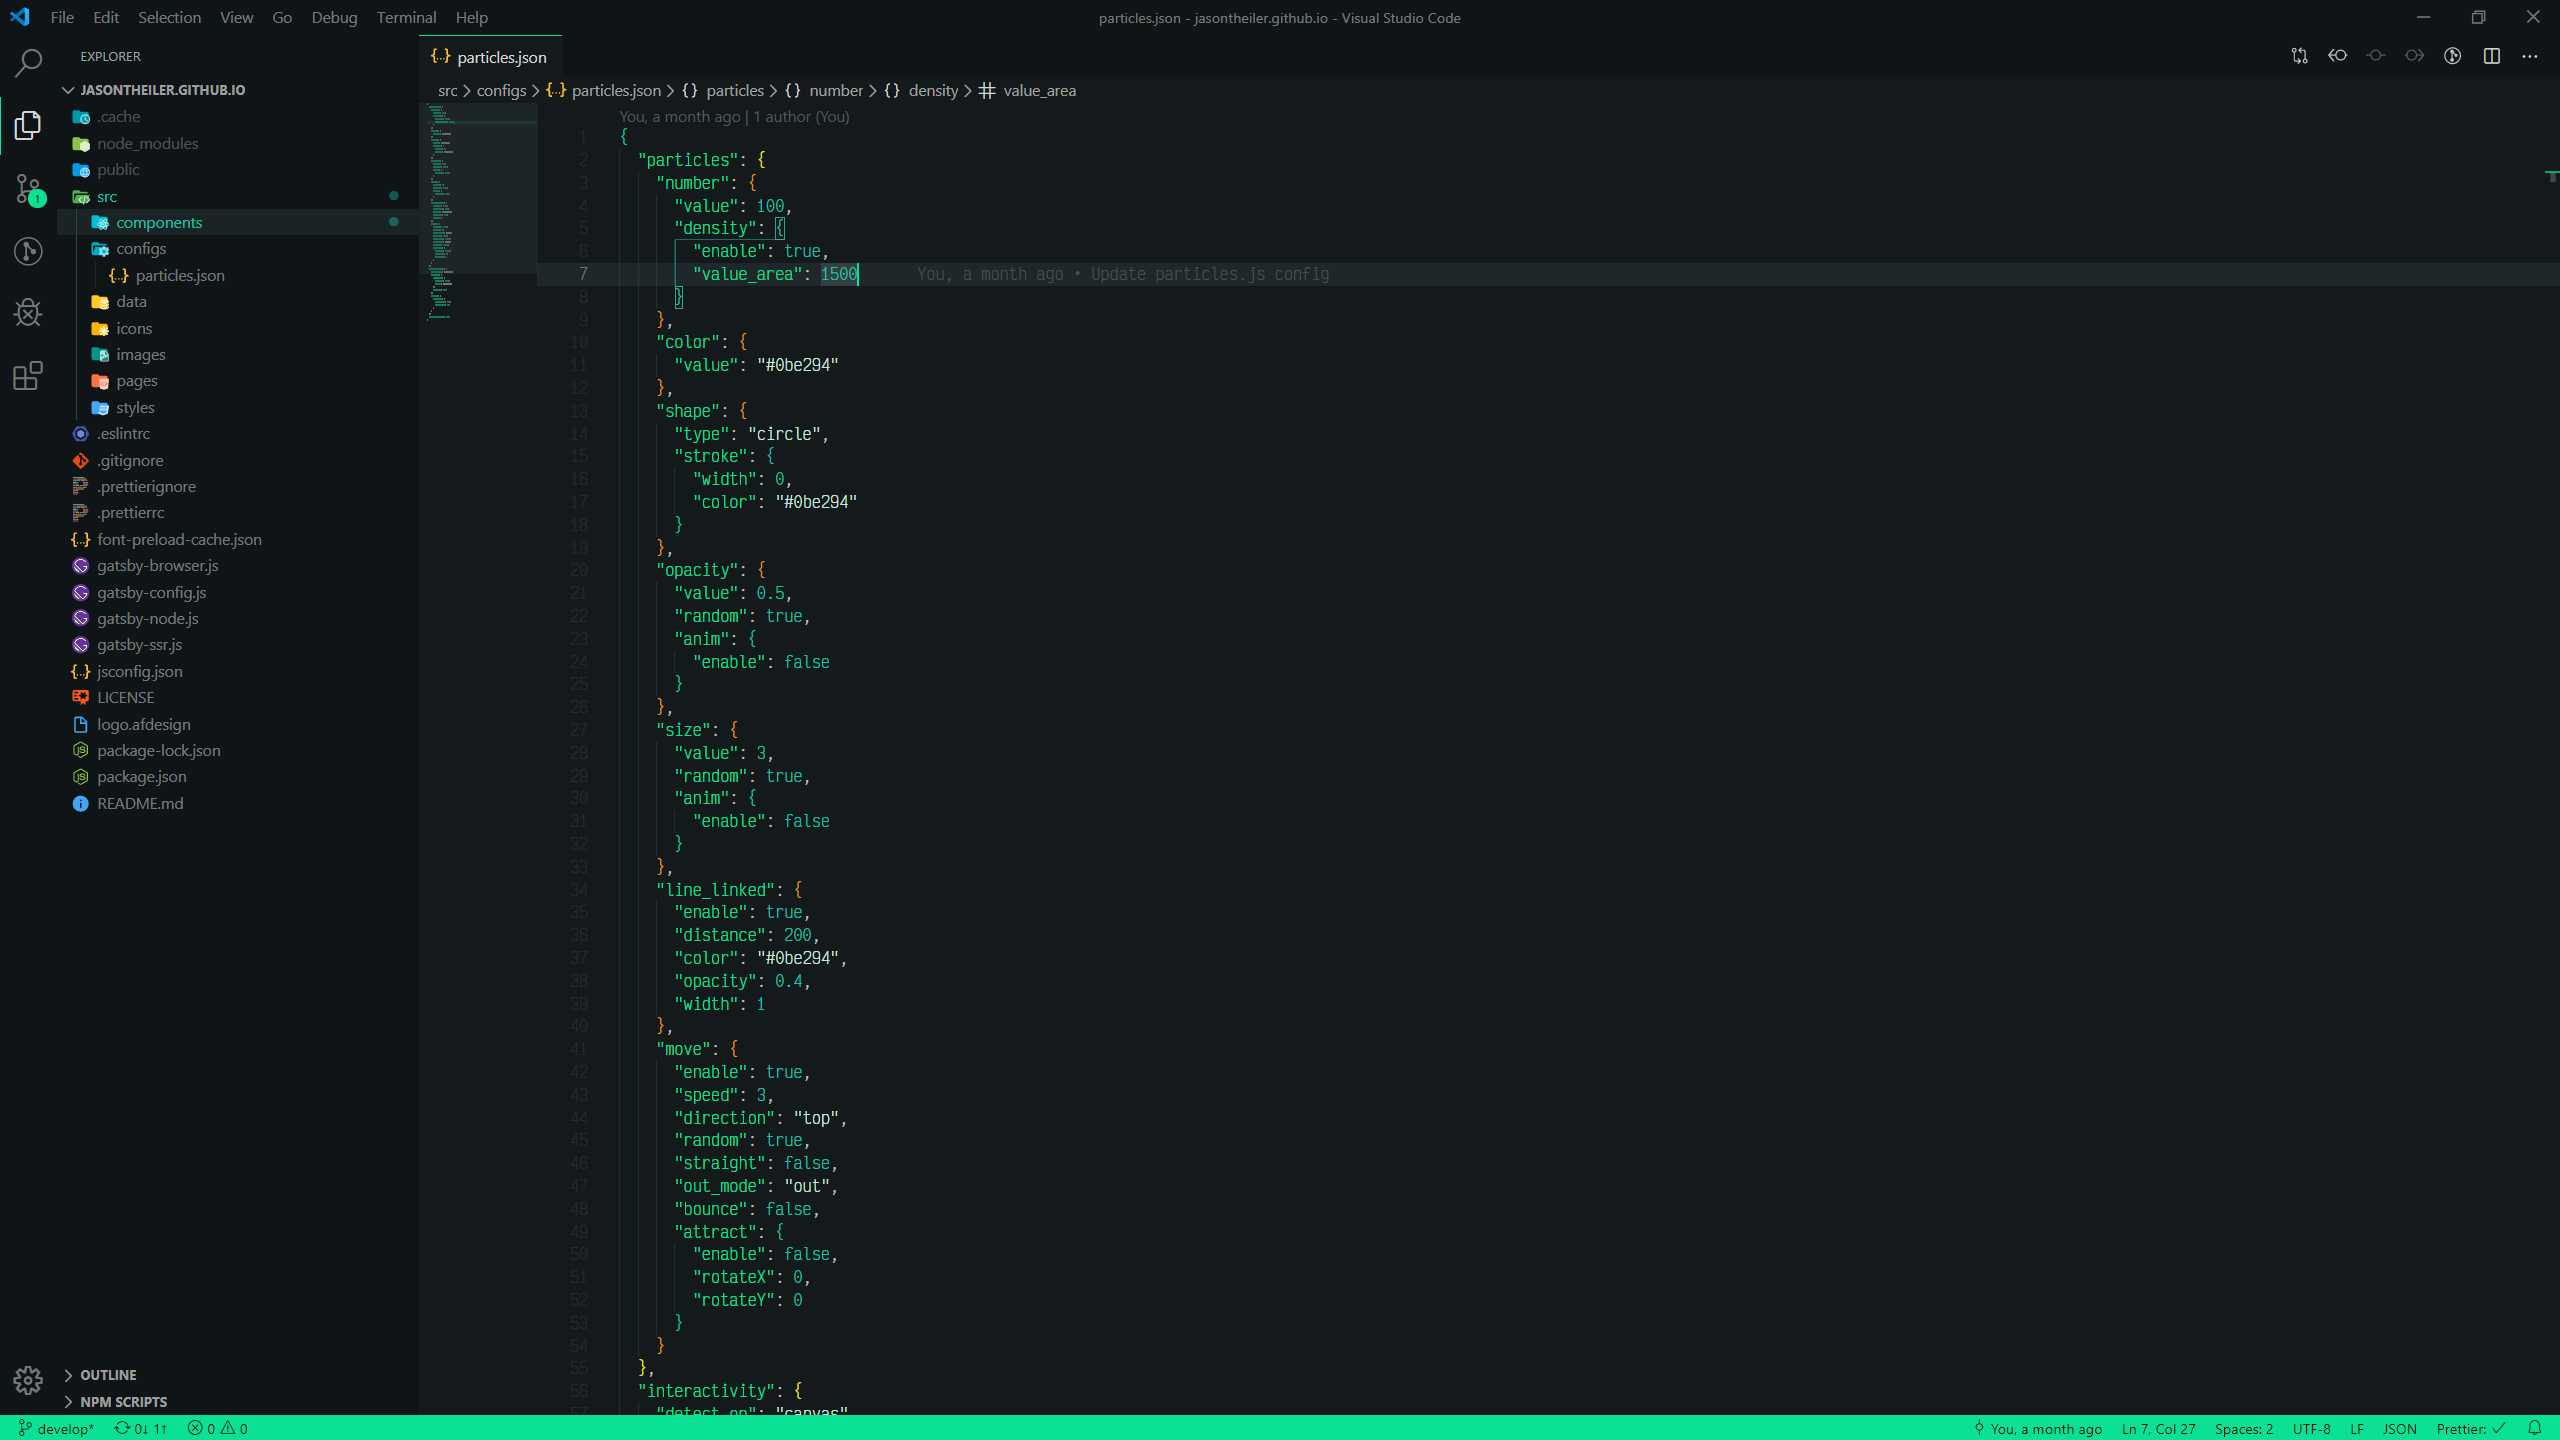 File Edit Selection View Go Debug Terminal Help
particles.json - jasontheiler.github.io - Visual Studio Code
EXPLORER
JASONTHEILER.GITHUB.IO
.cache
node_modules
public
src
components
configs
particles.json
data
icons
images
pages
styles
.eslintrc
.gitignore
.prettierignore
.prettierrc
font-preload-cache.json
gatsby-browser.js
gatsby-config.js
gatsby-node.js
gatsby-ssr.js
jsconfig.json
LICENSE
logo.afdesign
package-lock.json
package.json
README.md
OUTLINE
NPM SCRIPTS
1
particles.json
src > configs > particles.json > particles > number > density > value_area
You, a month ago | 1 author (You)
1 {
2 "particles": {
3 "number": {
4 "value": 100,
5 "density": {
6 "enable": true,
7 "value_area": 1500 You, a month ago • Update particles.js config
8 }
9 },
10 "color": {
11 "value": "#0be294"
12 },
13 "shape": {
14 "type": "circle",
15 "stroke": {
16 "width": 0,
17 "color": "#0be294"
18 }
19 },
20 "opacity": {
21 "value": 0.5,
22 "random": true,
23 "anim": {
24 "enable": false
25 }
26 },
27 "size": {
28 "value": 3,
29 "random": true,
30 "anim": {
31 "enable": false
32 }
33 },
34 "line_linked": {
35 "enable": true,
36 "distance": 200,
37 "color": "#0be294",
38 "opacity": 0.4,
39 "width": 1
40 },
41 "move": {
42 "enable": true,
43 "speed": 3,
44 "direction": "top",
45 "random": true,
46 "straight": false,
47 "out_mode": "out",
48 "bounce": false,
49 "attract": {
50 "enable": false,
51 "rotateX": 0,
52 "rotateY": 0
53 }
54 }
55 },
56 "interactivity": {
57 "detect_on": "canvas",
develop* 0↓ 1↑ 0 0
You, a month ago Ln 7, Col 27 Spaces: 2 UTF-8 LF JSON Prettier: ✓